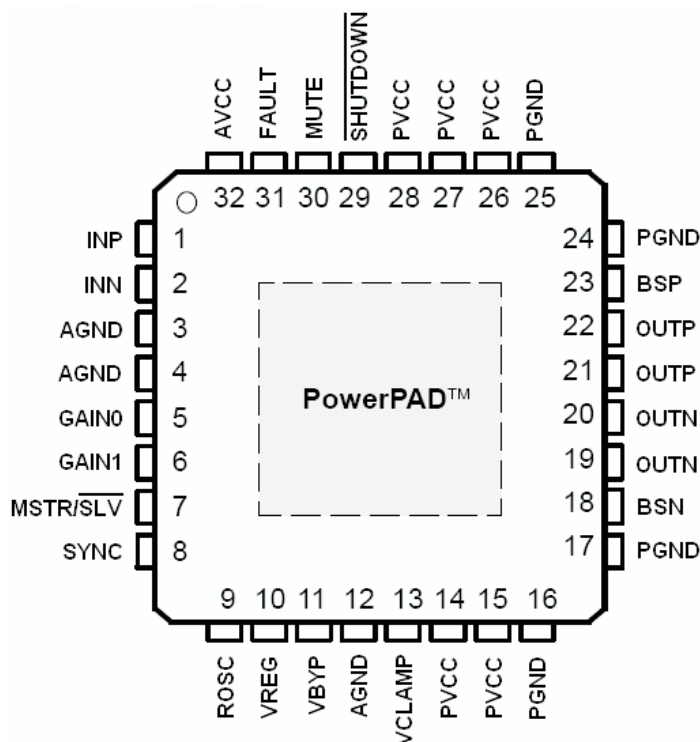 AVCC
FAULT
MUTE
SHUTDOWN
PVCC
PVCC
PVCC
PGND
32 31 30 29 28 27 26 25
INP 1
INN 2
AGND 3
AGND 4
GAIN0 5
GAIN1 6
MSTR/SLV 7
SYNC 8
PowerPAD™
24 PGND
23 BSP
22 OUTP
21 OUTP
20 OUTN
19 OUTN
18 BSN
17 PGND
9 10 11 12 13 14 15 16
ROSC
VREG
VBYP
AGND
VCLAMP
PVCC
PVCC
PGND